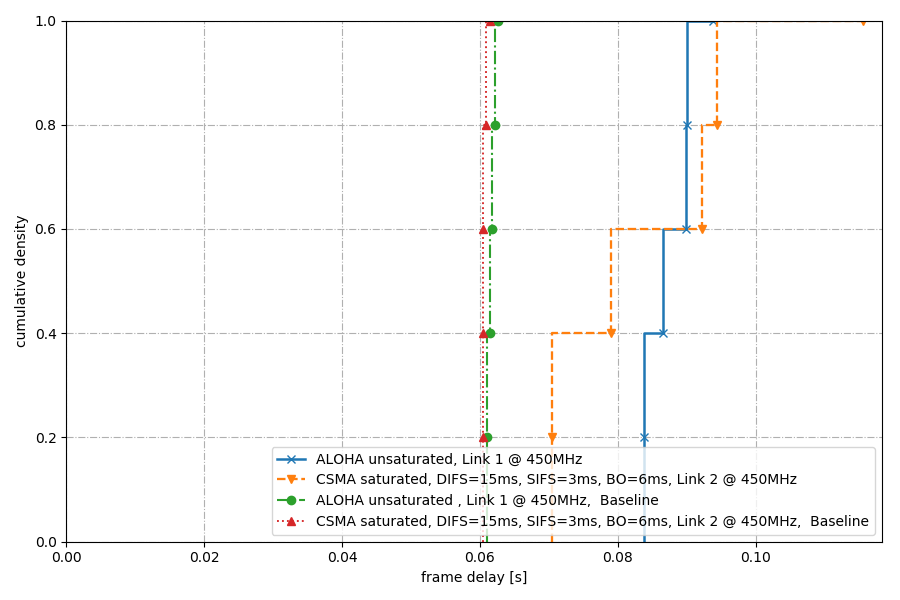 1.0
0.8
0.6
0.4
0.2
0.0
cumulative density
ALOHA unsaturated, Link 1 @ 450MHz
CSMA saturated, DIFS=15ms, SIFS=3ms, BO=6ms, Link 2 @ 450MHz
ALOHA unsaturated , Link 1 @ 450MHz,  Baseline
CSMA saturated, DIFS=15ms, SIFS=3ms, BO=6ms, Link 2 @ 450MHz,  Baseline
0.00 0.02 0.04 0.06 0.08 0.10
frame delay [s]